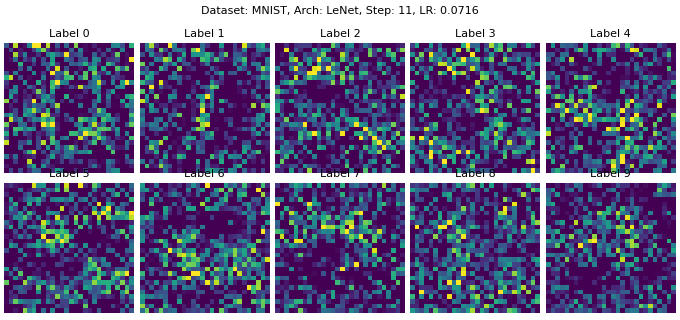 Dataset: MNIST, Arch: LeNet, Step: 11, LR: 0.0716
Label 0 Label 1 Label 2 Label 3 Label 4
Label 5 Label 6 Label 7 Label 8 Label 9